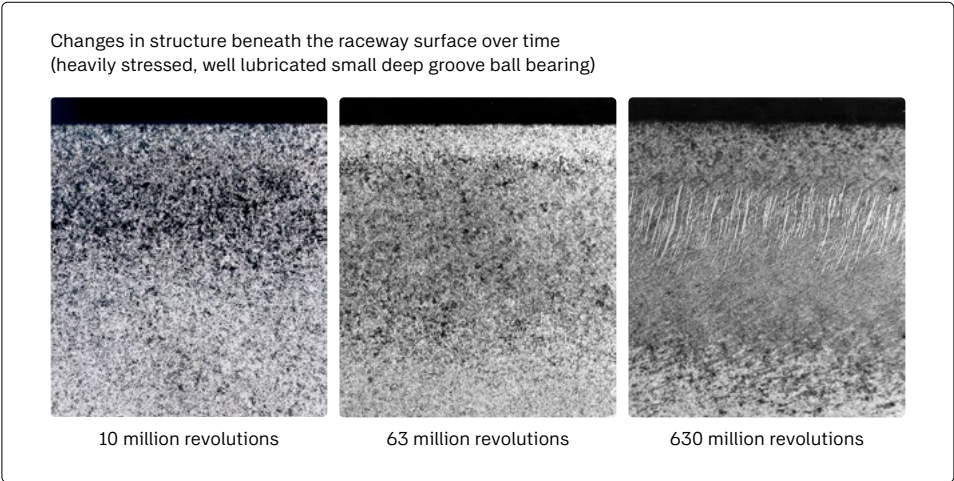 Changes in structure beneath the raceway surface over time
(heavily stressed, well lubricated small deep groove ball bearing)
10 million revolutions
63 million revolutions
630 million revolutions